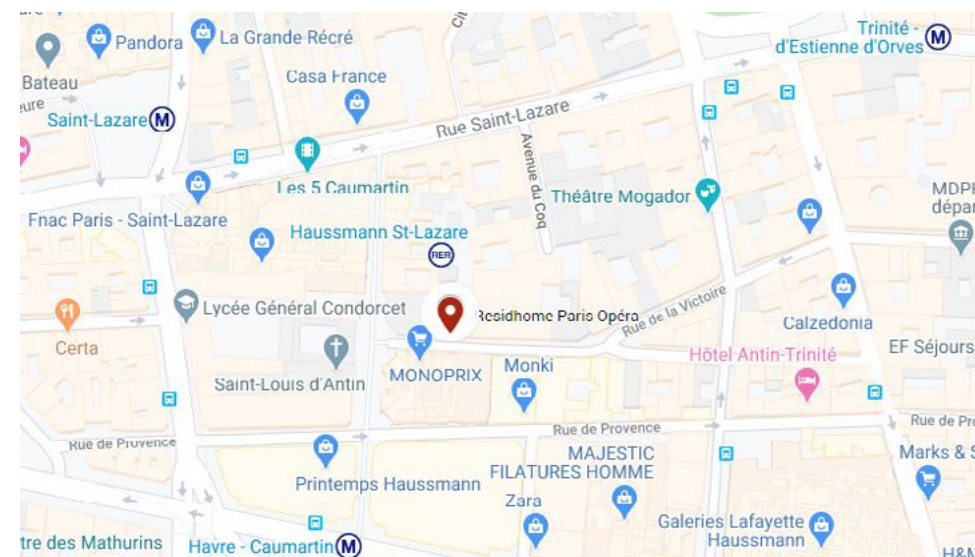 Pandora
La Grande Récré
Trinité -
d'Estienne d'Orves
M
Bateau
Casa France
Saint-Lazare
M
Rue Saint-Lazare
Avenue du Coq
Les 5 Caumartin
Théâtre Mogador
Fnac Paris - Saint-Lazare
Haussmann St-Lazare
RER
Lycée Général Condorcet
Residhome Paris Opéra
Rue de la Victoire
Calzedonia
Certa
Saint-Louis d'Antin
MONOPRIX
Monki
Hôtel Antin-Trinité
EF Séjours
Rue de Provence
Rue de Provence
Rue de Pr
Printemps Haussmann
MAJESTIC
FILATURES HOMME
Marks & S
Zara
Galeries Lafayette
Haussmann
tre des Mathurins
Havre - Caumartin
M
H&M